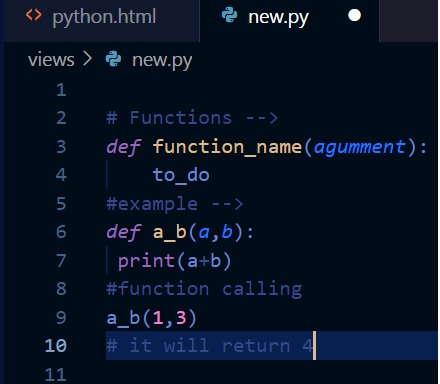 python.html new.py
views > new.py
1
2 # Functions -->
3 def function_name(agumment):
4 to_do
5 #example -->
6 def a_b(a,b):
7 print(a+b)
8 #function calling
9 a_b(1,3)
10 # it will return 4
11